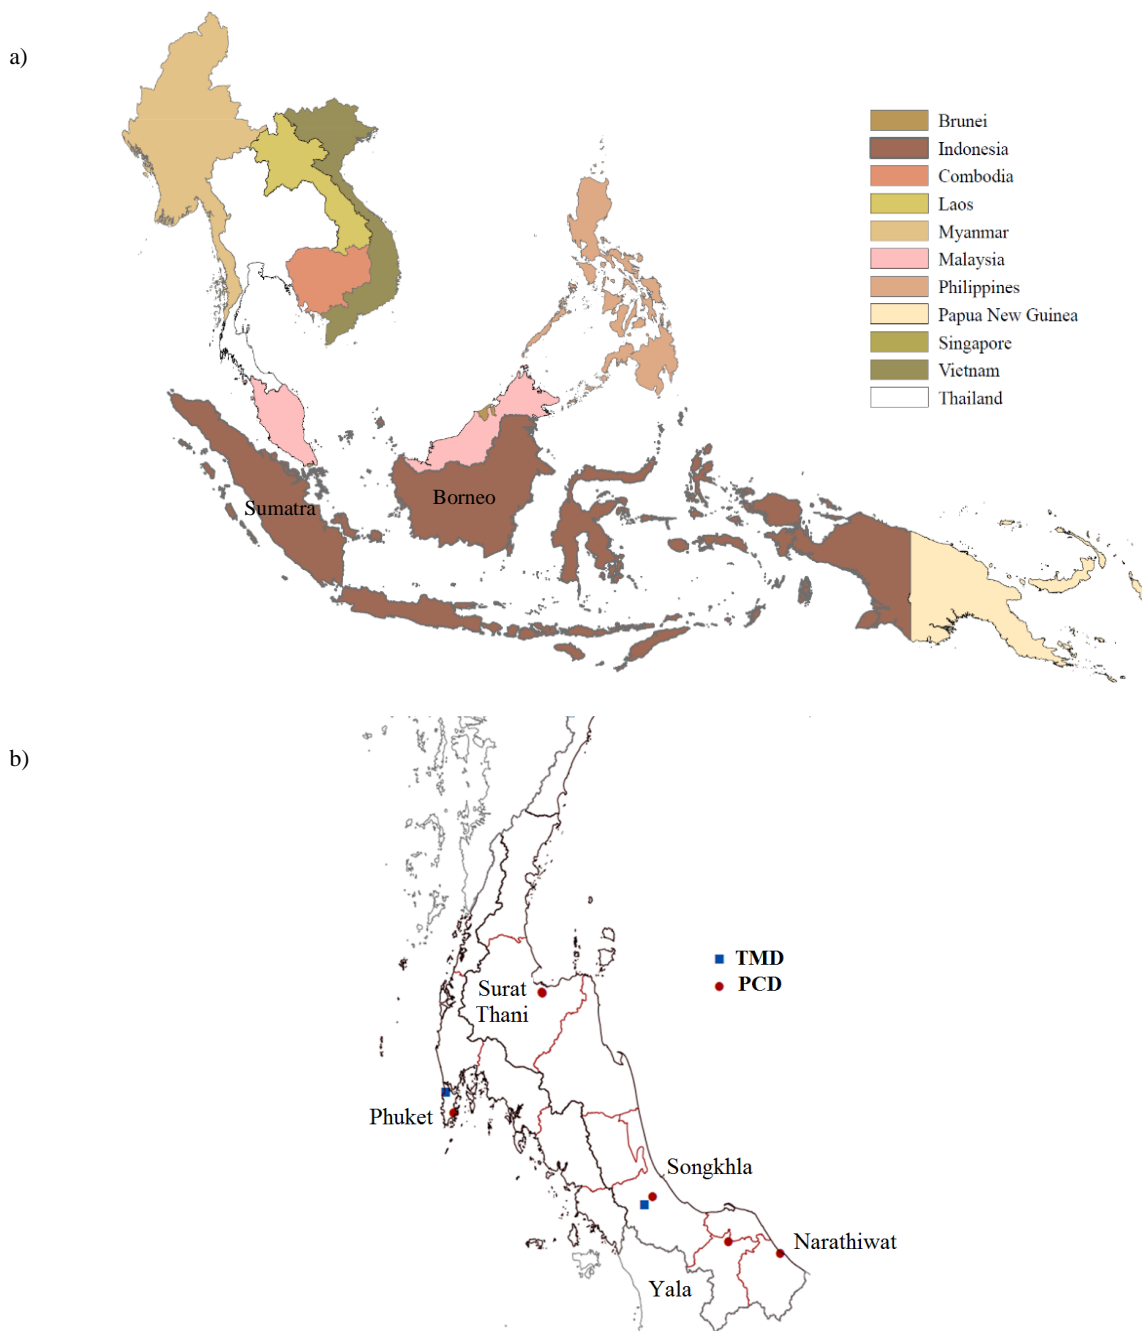 a)
Brunei
Indonesia
Combodia
Laos
Myanmar
Malaysia
Philippines
Papua New Guinea
Singapore
Vietnam
Thailand
Borneo
Sumatra
b)
TMD
PCD
Surat
Thani
Phuket
Songkhla
Narathiwat
Yala